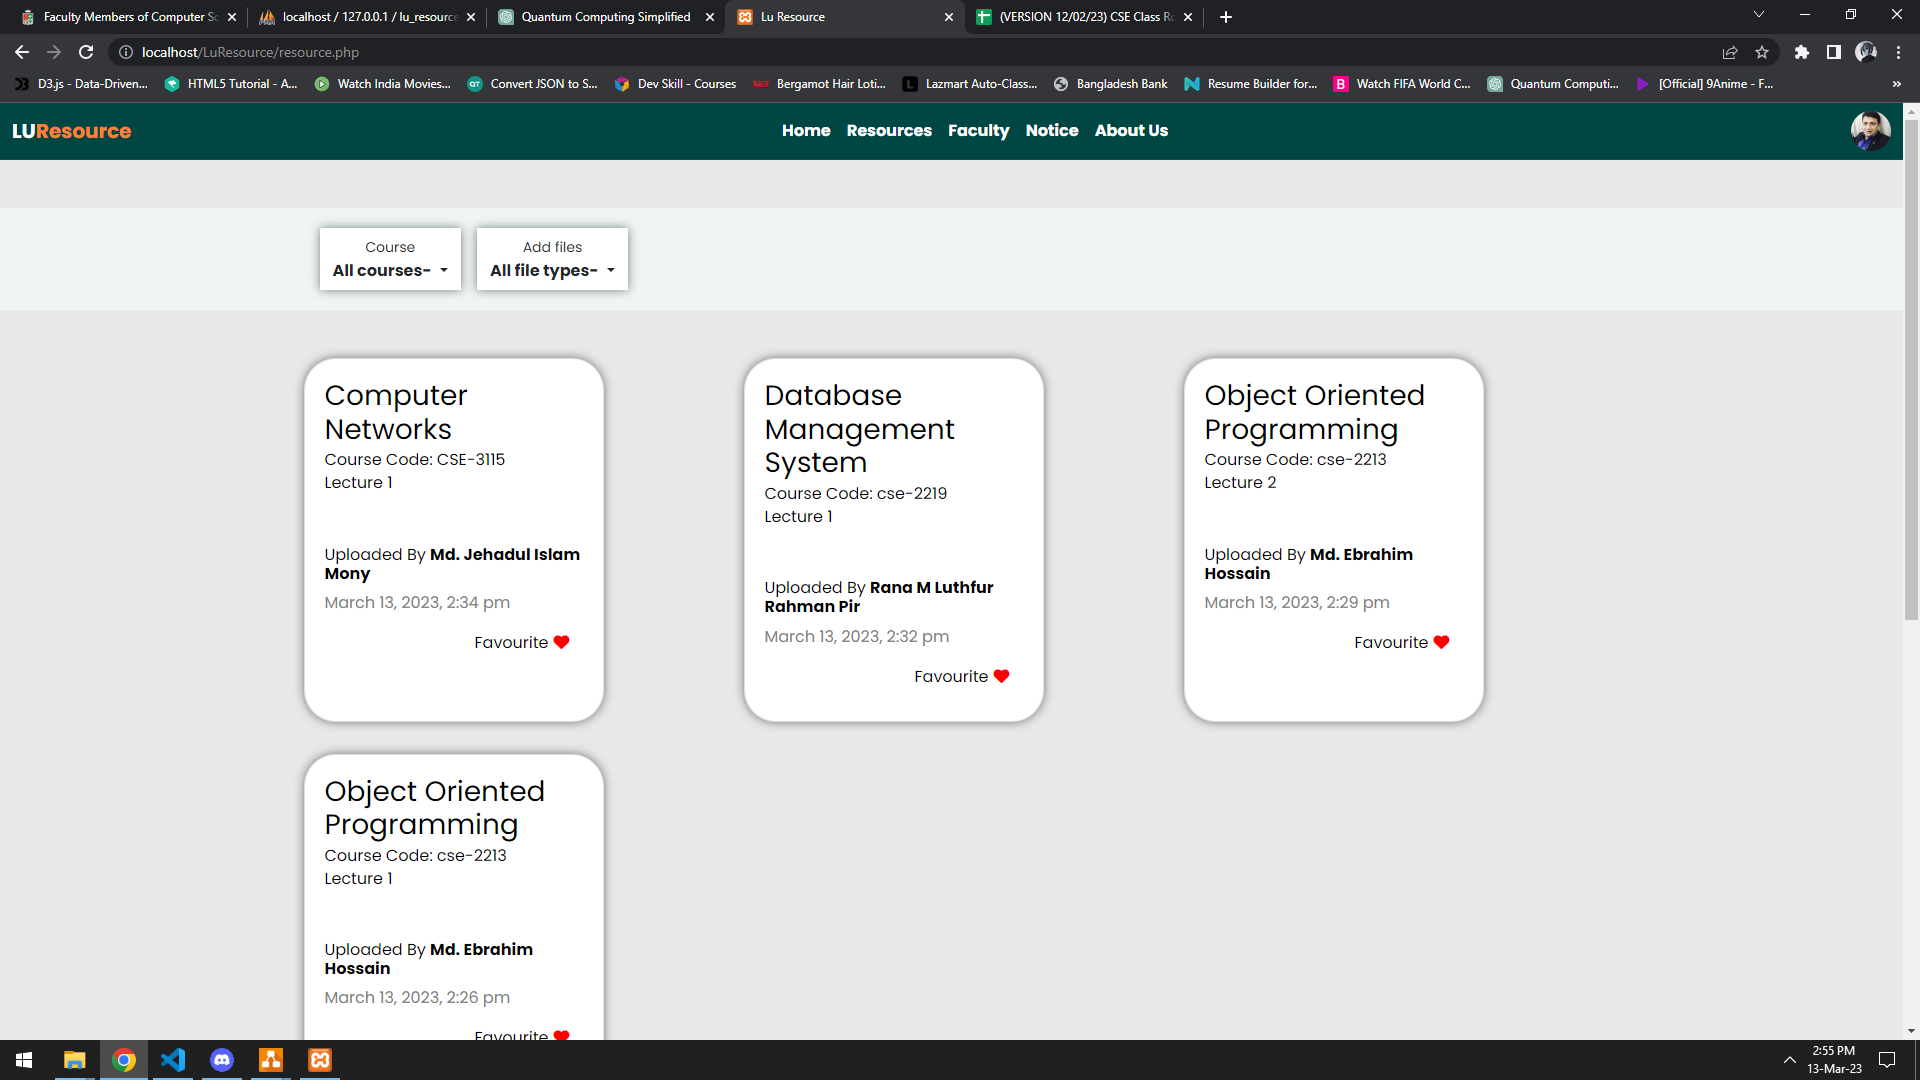 Faculty Members of Computer Sc
localhost / 127.0.0.1 / lu_resource
Quantum Computing Simplified
Lu Resource
(VERSION 12/02/23) CSE Class Ro
localhost/LuResource/resource.php
D3.js - Data-Driven...
HTML5 Tutorial - A...
Watch India Movies...
Convert JSON to S...
Dev Skill - Courses
Bergamot Hair Loti...
Lazmart Auto-Class...
Bangladesh Bank
Resume Builder for...
Watch FIFA World C...
Quantum Computi...
[Official] 9Anime - F...
LUResource
Home
Resources
Faculty
Notice
About Us
Course
All courses-
Add files
All file types-
Computer
Networks
Course Code: CSE-3115
Lecture 1
Uploaded By Md. Jehadul Islam
Mony
March 13, 2023, 2:34 pm
Favourite
Database
Management
System
Course Code: cse-2219
Lecture 1
Uploaded By Rana M Luthfur
Rahman Pir
March 13, 2023, 2:32 pm
Favourite
Object Oriented
Programming
Course Code: cse-2213
Lecture 2
Uploaded By Md. Ebrahim
Hossain
March 13, 2023, 2:29 pm
Favourite
Object Oriented
Programming
Course Code: cse-2213
Lecture 1
Uploaded By Md. Ebrahim
Hossain
March 13, 2023, 2:26 pm
Favourite
2:55 PM
13-Mar-23